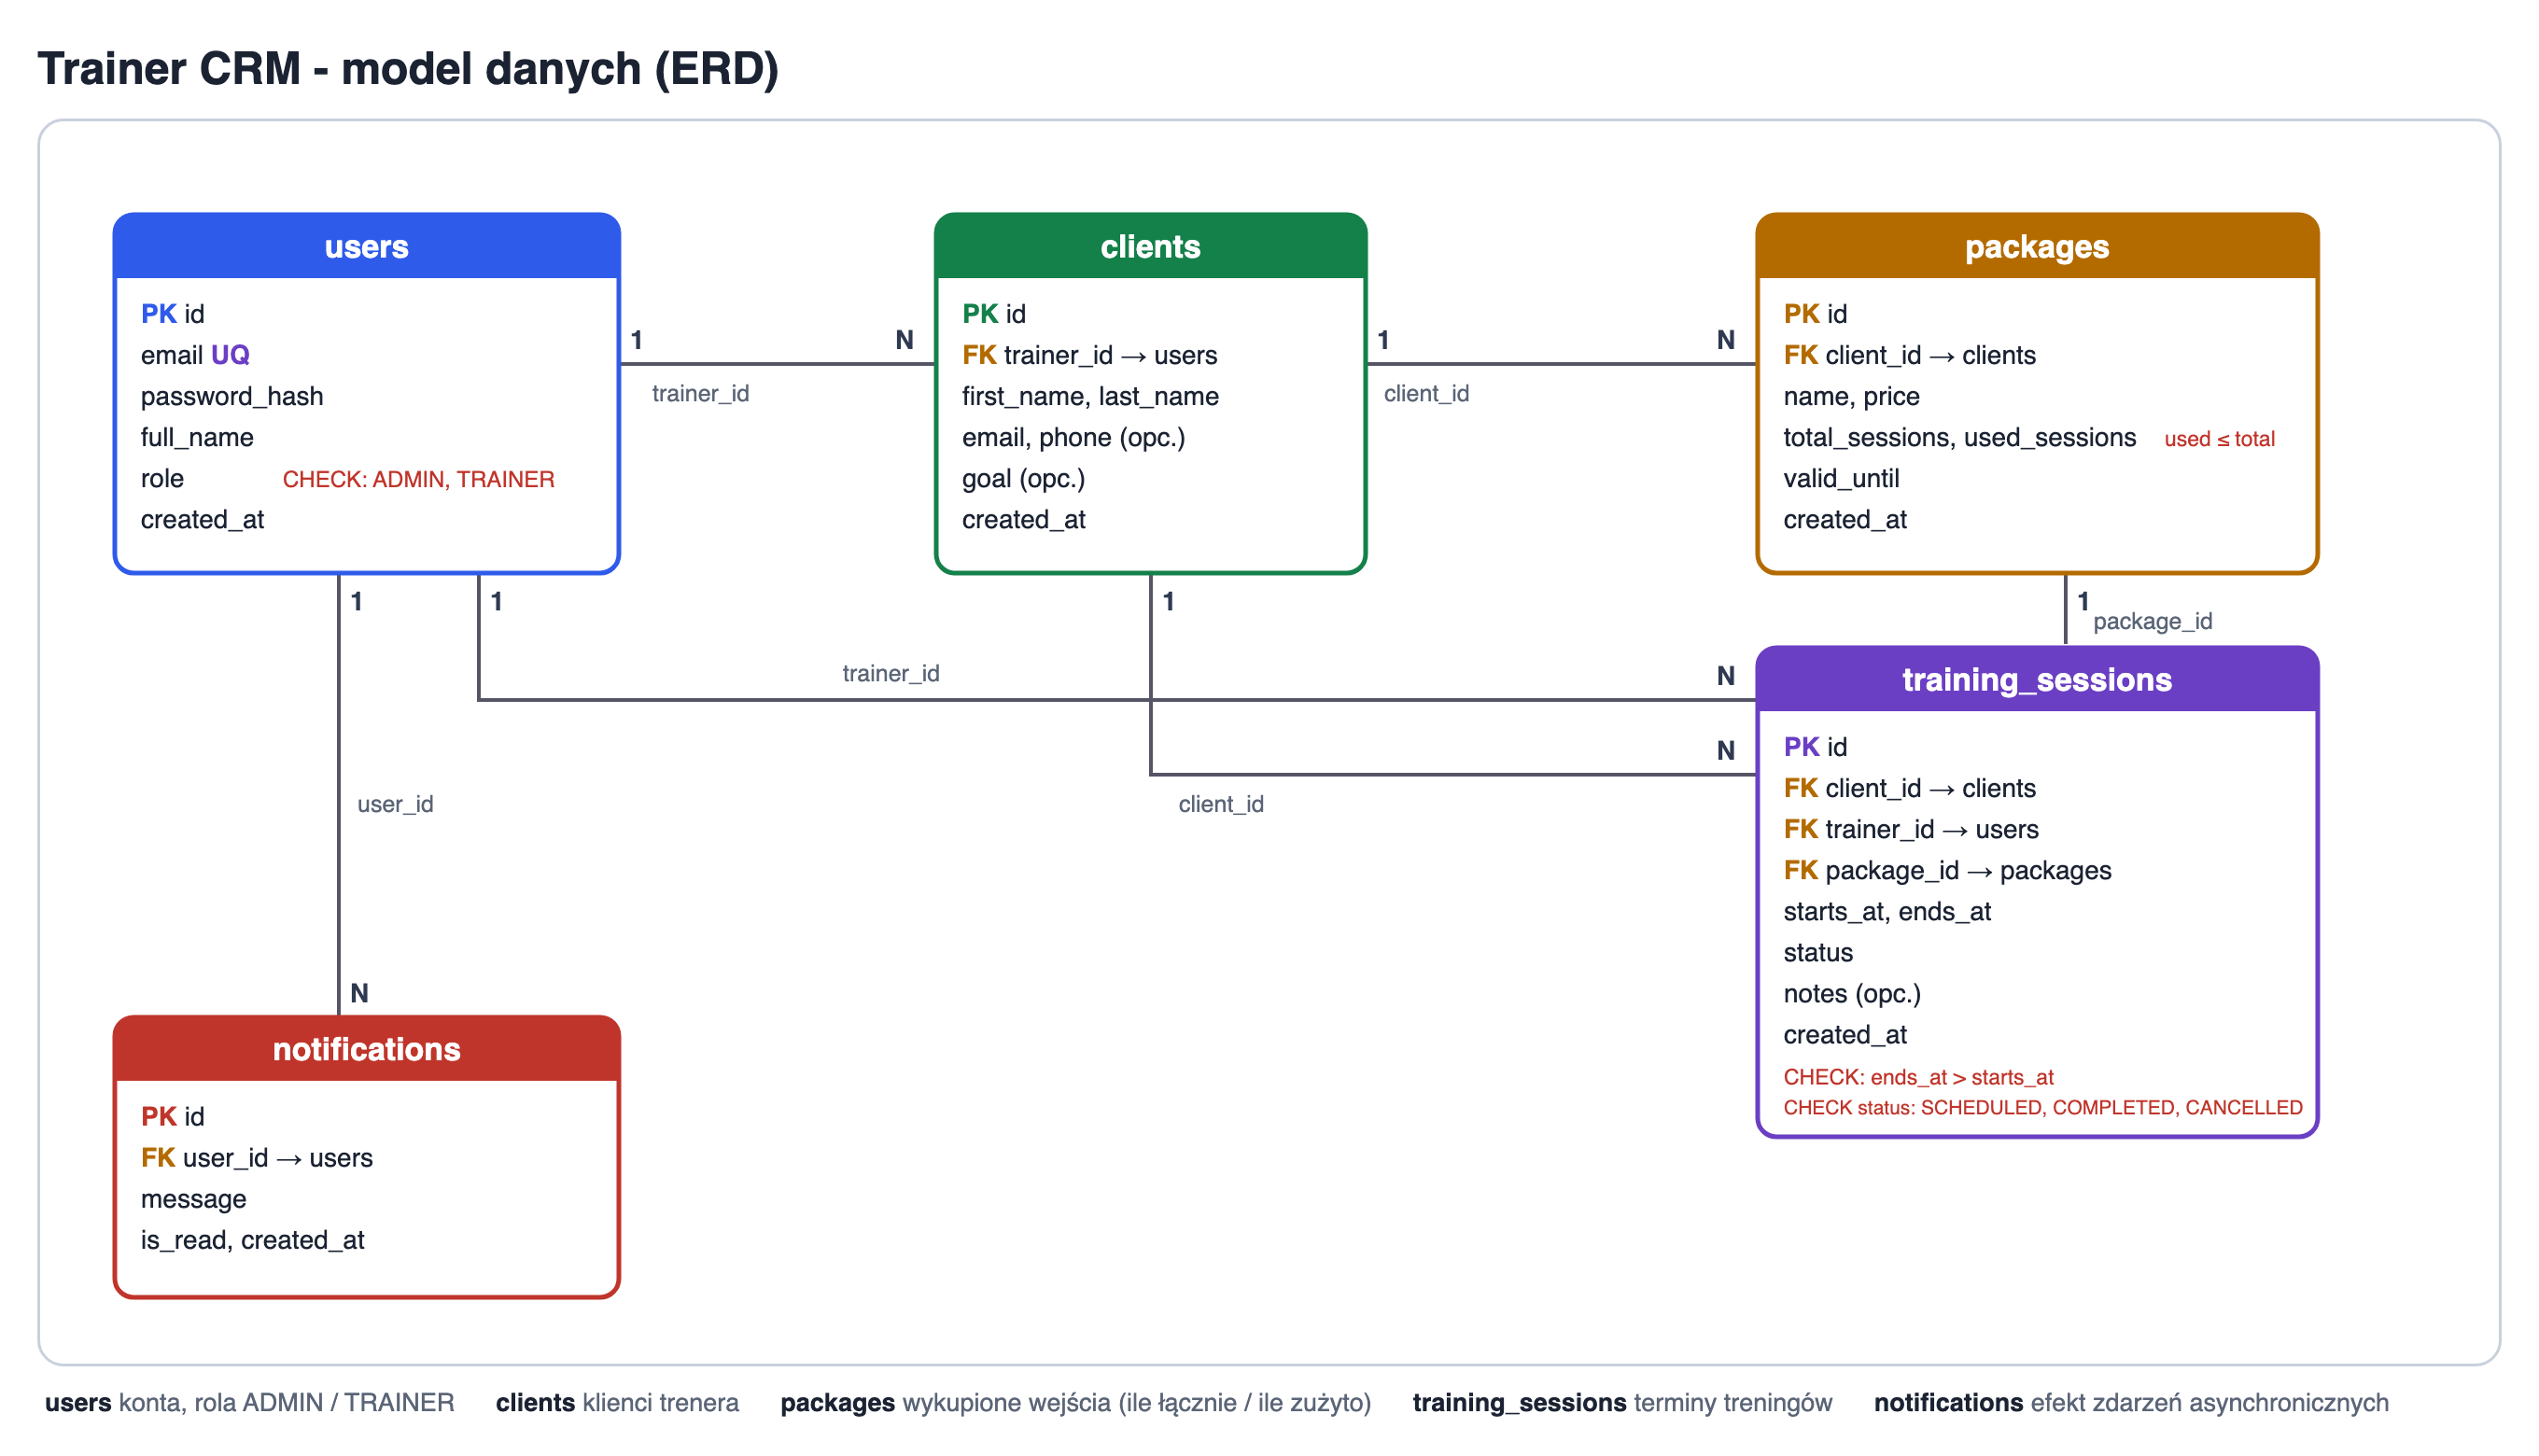 Trainer CRM - model danych (ERD)
users
PK id
email UQ
password_hash
full_name
role CHECK: ADMIN, TRAINER
created_at
1 N
trainer_id
clients
PK id
FK trainer_id → users
first_name, last_name
email, phone (opc.)
goal (opc.)
created_at
1 N
client_id
packages
PK id
FK client_id → clients
name, price
total_sessions, used_sessions used ≤ total
valid_until
created_at
1
1
1
1
package_id
trainer_id
N
N
user_id
client_id
N
training_sessions
PK id
FK client_id → clients
FK trainer_id → users
FK package_id → packages
starts_at, ends_at
status
notes (opc.)
created_at
CHECK: ends_at > starts_at
CHECK status: SCHEDULED, COMPLETED, CANCELLED
notifications
PK id
FK user_id → users
message
is_read, created_at
users konta, rola ADMIN / TRAINER clients klienci trenera packages wykupione wejścia (ile łącznie / ile zużyto) training_sessions terminy treningów notifications efekt zdarzeń asynchronicznych